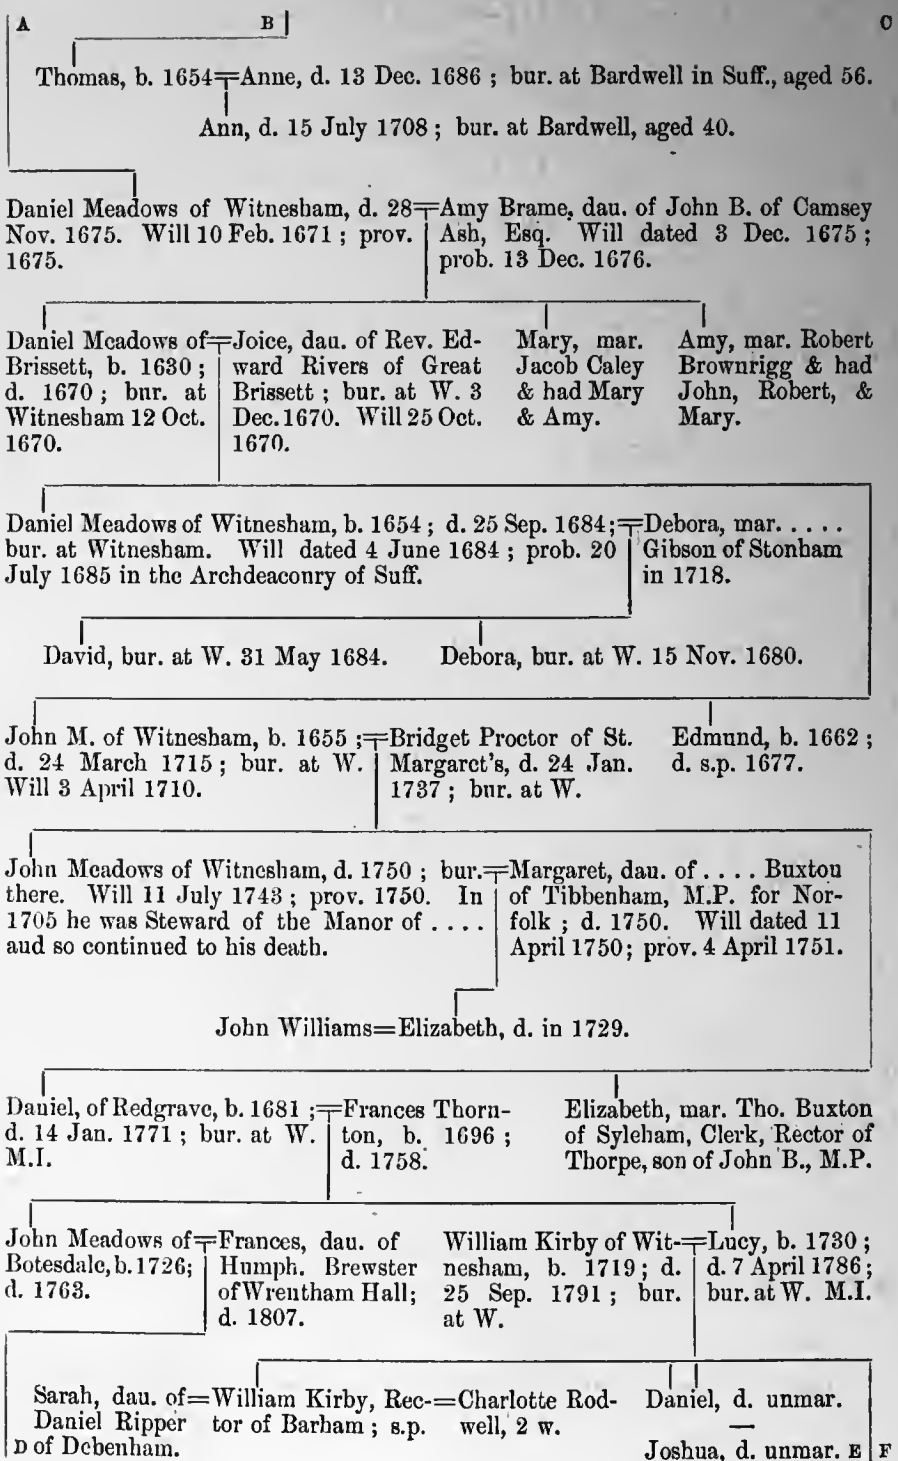 A B C
Thomas, b. 1654=Anne, d. 13 Dec. 1686 ; bur. at Bardwell in Suff., aged 56.
Ann, d. 15 July 1708 ; bur. at Bardwell, aged 40.
Daniel Meadows of Witnesham, d. 28=Amy Brame, dau. of John B. of Camsey
Nov. 1675. Will 10 Feb. 1671 ; prov. Ash, Esq. Will dated 3 Dec. 1675 ;
1675. prob. 13 Dec. 1676.
Daniel Meadows of=Joice, dau. of Rev. Ed- Mary, mar. Amy, mar. Robert
Brissett, b. 1630 ; ward Rivers of Great Jacob Caley Brownrigg & had
d. 1670 ; bur. at Brissett ; bur. at W. 3 & had Mary John, Robert, &
Witnesham 12 Oct. Dec. 1670. Will 25 Oct. & Amy. Mary.
1670. 1670.
Daniel Meadows of Witnesham, b. 1654 ; d. 25 Sep. 1684 ;=Debora, mar. . . . . .
bur. at Witnesham. Will dated 4 June 1684 ; prob. 20 Gibson of Stonham
July 1685 in the Archdeaconry of Suff. in 1718.
David, bur. at W. 31 May 1684. Debora, bur. at W. 15 Nov. 1680.
John M. of Witnesham, b. 1655 ;=Bridget Proctor of St. Edmund, b. 1662 ;
d. 24 March 1715 ; bur. at W. Margaret's, d. 24 Jan. d. s.p. 1677.
Will 3 April 1710. 1737 ; bur. at W.
John Meadows of Witnesham, d. 1750 ; bur.=Margaret, dau. of . . . . Buxton
there. Will 11 July 1743 ; prov. 1750. In of Tibbenham, M.P. for Nor-
1705 he was Steward of the Manor of . . . . folk ; d. 1750. Will dated 11
and so continued to his death. April 1750 ; prov. 4 April 1751.
John Williams=Elizabeth, d. in 1729.
Daniel, of Redgrave, b. 1681 ;=Frances Thorn- Elizabeth, mar. Tho. Buxton
d. 14 Jan. 1771 ; bur. at W. ton, b. 1696 ; of Syleham, Clerk, Rector of
M.I. d. 1758. Thorpe, son of John B., M.P.
John Meadows of=Frances, dau. of William Kirby of Wit-=Lucy, b. 1730 ;
Botesdale, b. 1726 ; Humph. Brewster nesham, b. 1719 ; d. d. 7 April 1786 ;
d. 1763. of Wrentham Hall ; 25 Sep. 1791 ; bur. bur. at W. M.I.
d. 1807. at W.
Sarah, dau. of=William Kirby, Rec-=Charlotte Rod- Daniel, d. unmar.
Daniel Ripper tor of Barham ; s.p. well, 2 w. —
D of Debenham. Joshua, d. unmar. E F